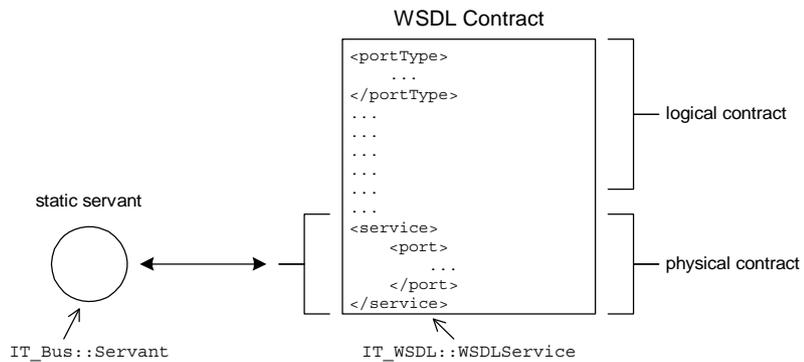 WSDL Contract
<portType>
...
</portType>
...
...
...
...
...
...
<service>
<port>
...
</port>
</service>
logical contract
physical contract
static servant
IT_Bus::Servant
IT_WSDL::WSDLService